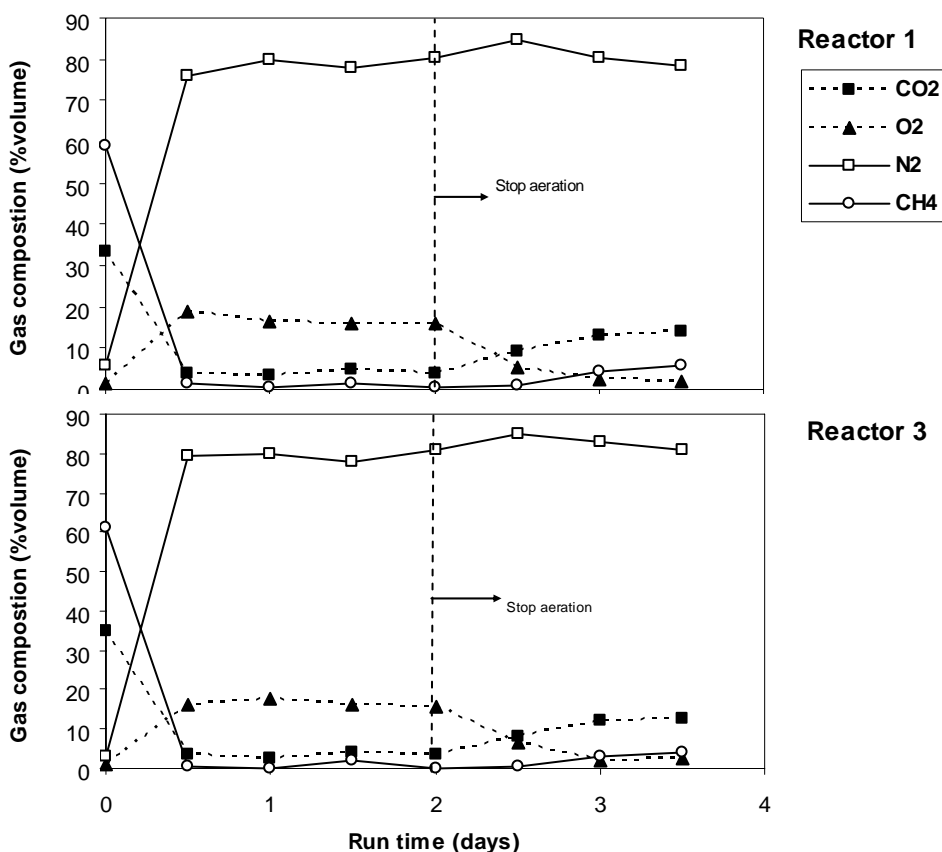 Reactor 1
CO2
O2
N2
CH4
Gas compostion (%volume)
90
80
70
60
50
40
30
20
10
0
Stop aeration
Reactor 3
Gas compostion (%volume)
90
80
70
60
50
40
30
20
10
0
Stop aeration
0 1 2 3 4
Run time (days)